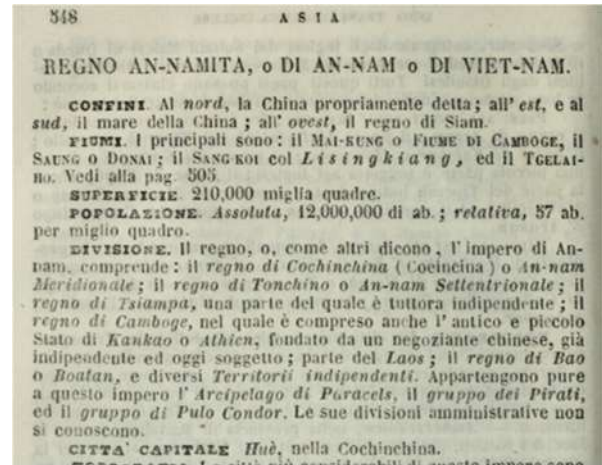 548 ASIA
REGNO AN-NAMITA, o DI AN-NAM o DI VIET-NAM.
CONFINI. Al nord, la China propriamente detta; all' est, e al
sud, il mare della China; all' ovest, il regno di Siam.
FIUMI. I principali sono: il MAI-KUNG O FIUME DI CAMBOGE, il
SAUNG O DONAI; il SANG KOI col Lisingkiang, ed il TGELAI-
no. Vedi alla pag. 505.
SUPERFICIE. 210,000 miglia quadre.
POPOLAZIONE. Assoluta, 12,000,000 di ab.; relativa, 57 ab.
per miglio quadro.
DIVISIONE. Il regno, o, come altri dicono, l'impero di An-
nam, comprende: il regno di Cochinchina (Cocincina) o An-nam
Meridionale; il regno di Tonchino o An-nam Settentrionale; il
regno di Tsiampa, una parte del quale è tuttora indipendente; il
regno di Camboge, nel quale è compreso anche l' antico e piccolo
Stato di Kankao o Athien, fondato da un negoziante chinese, già
indipendente ed oggi soggetto; parte del Laos; il regno di Bao
o Boatan, e diversi Territorii indipendenti. Appartengono pure
a questo impero l' Arcipelago di Paracels, il gruppo dei Pirati,
ed il gruppo di Pulo Condor. Le sue divisioni amministrative non
si conoscono.
CITTA' CAPITALE Huè, nella Cochinchina.